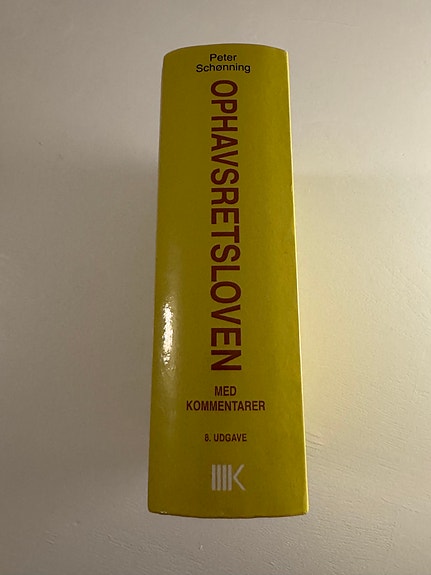 Peter
Schønning
OPHAVSRETSLOVEN
MED
KOMMENTARER
8. UDGAVE
K